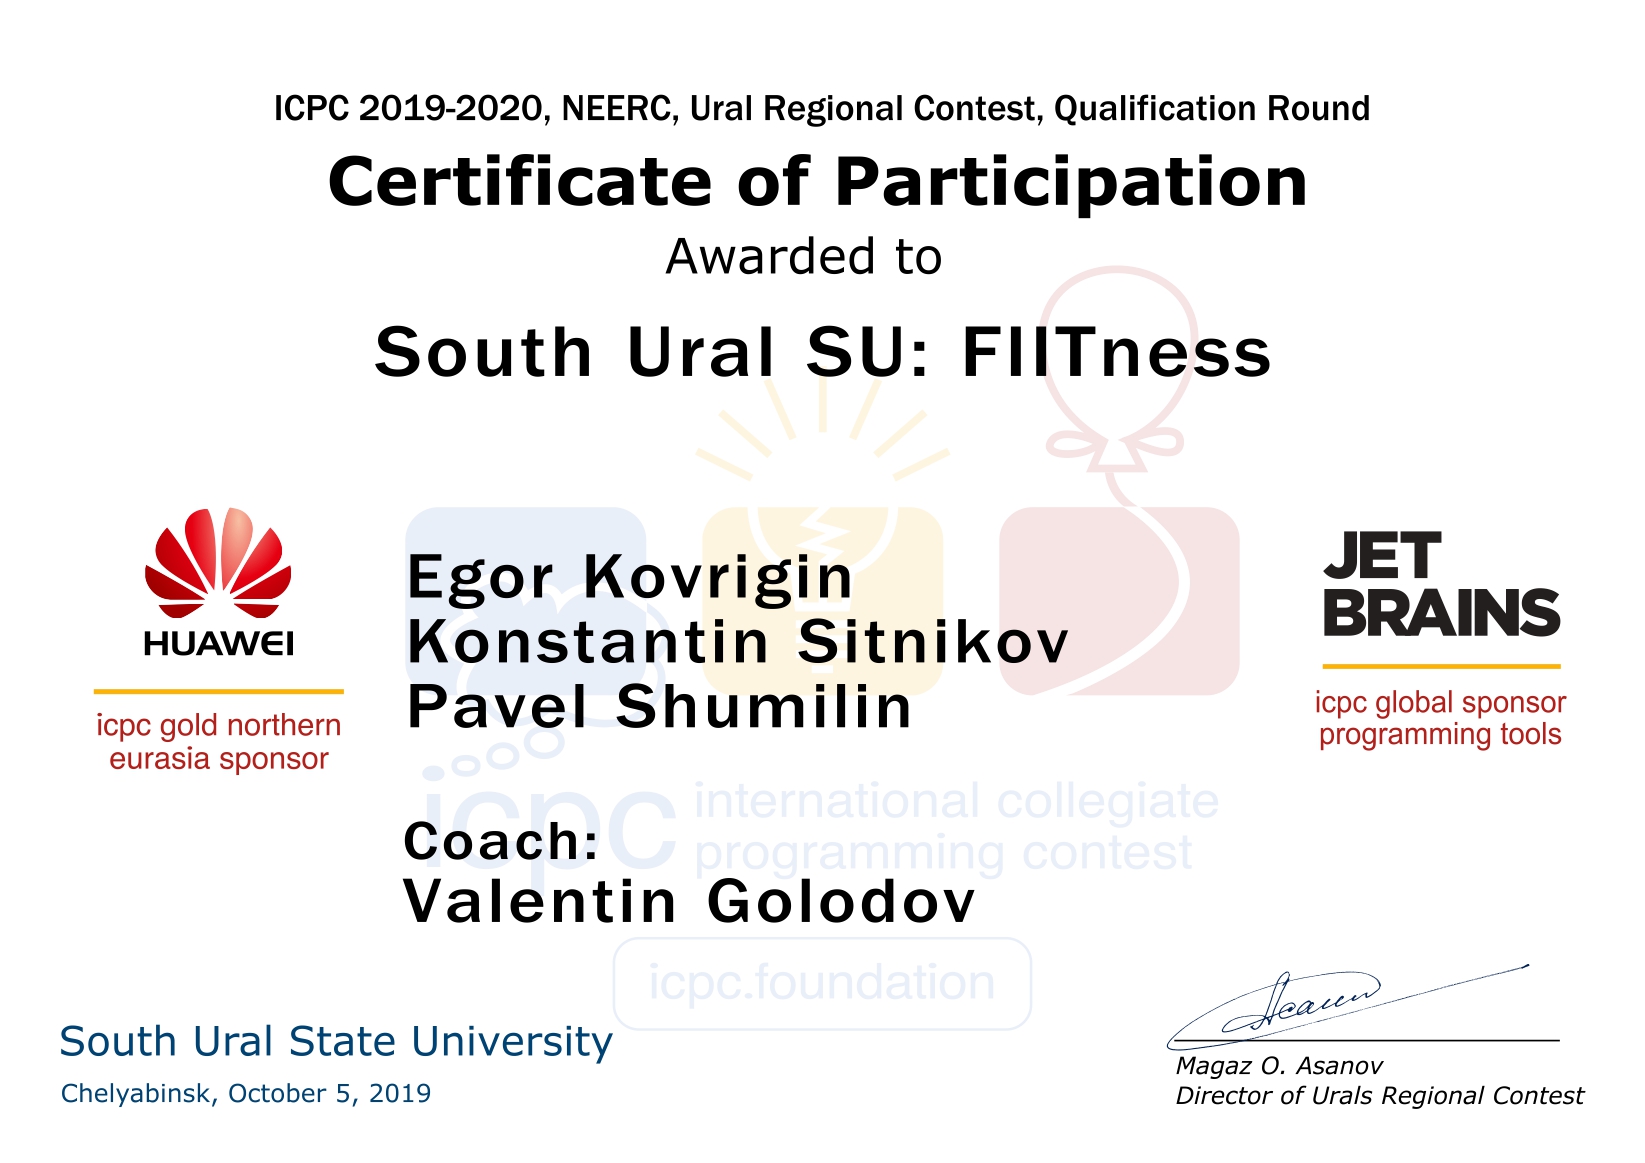 ICPC 2019-2020, NEERC, Ural Regional Contest, Qualification Round
Certificate of Participation
Awarded to
South Ural SU: FIITness
HUAWEI
icpc gold northern
eurasia sponsor
Egor Kovrigin
Konstantin Sitnikov
Pavel Shumilin
JET
BRAINS
icpc global sponsor
programming tools
icpc international collegiate
programming contest
Coach:
Valentin Golodov
icpc.foundation
South Ural State University
Chelyabinsk, October 5, 2019
Magaz O. Asanov
Director of Urals Regional Contest